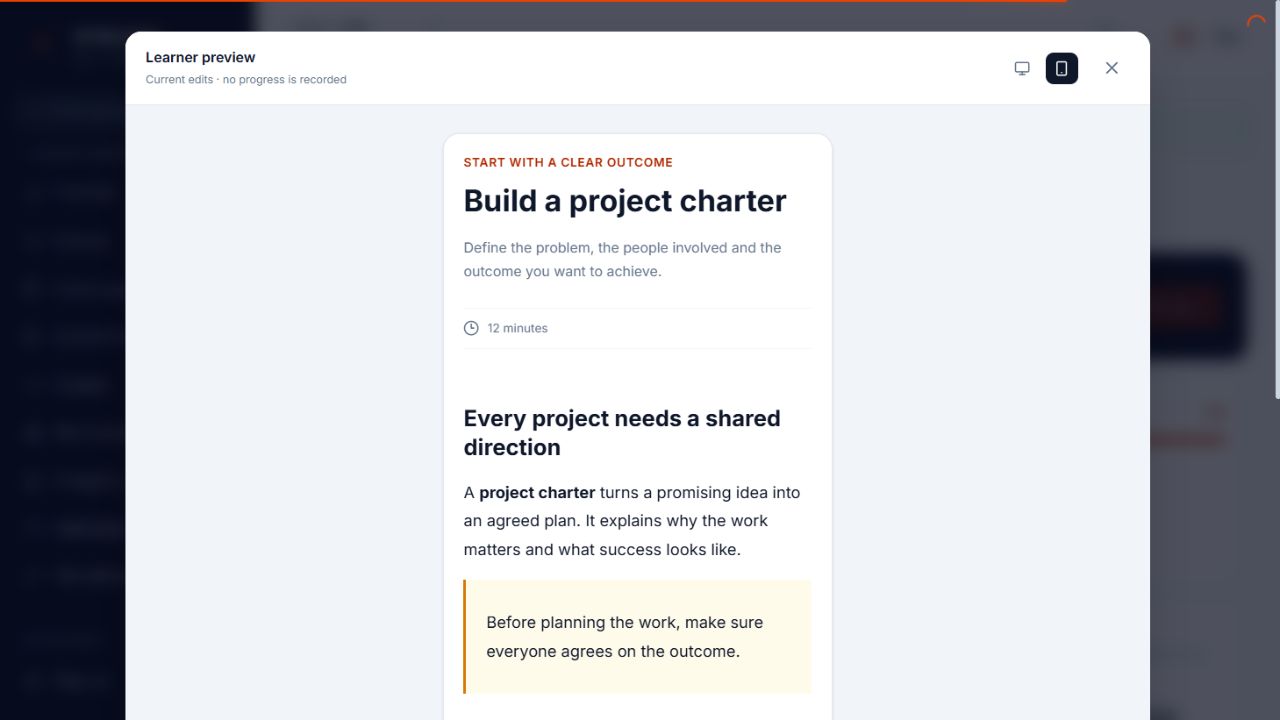 Learner preview
Current edits · no progress is recorded
START WITH A CLEAR OUTCOME
Build a project charter
Define the problem, the people involved and the
outcome you want to achieve.
12 minutes
Every project needs a shared
direction
A project charter turns a promising idea into
an agreed plan. It explains why the work
matters and what success looks like.
Before planning the work, make sure
everyone agrees on the outcome.